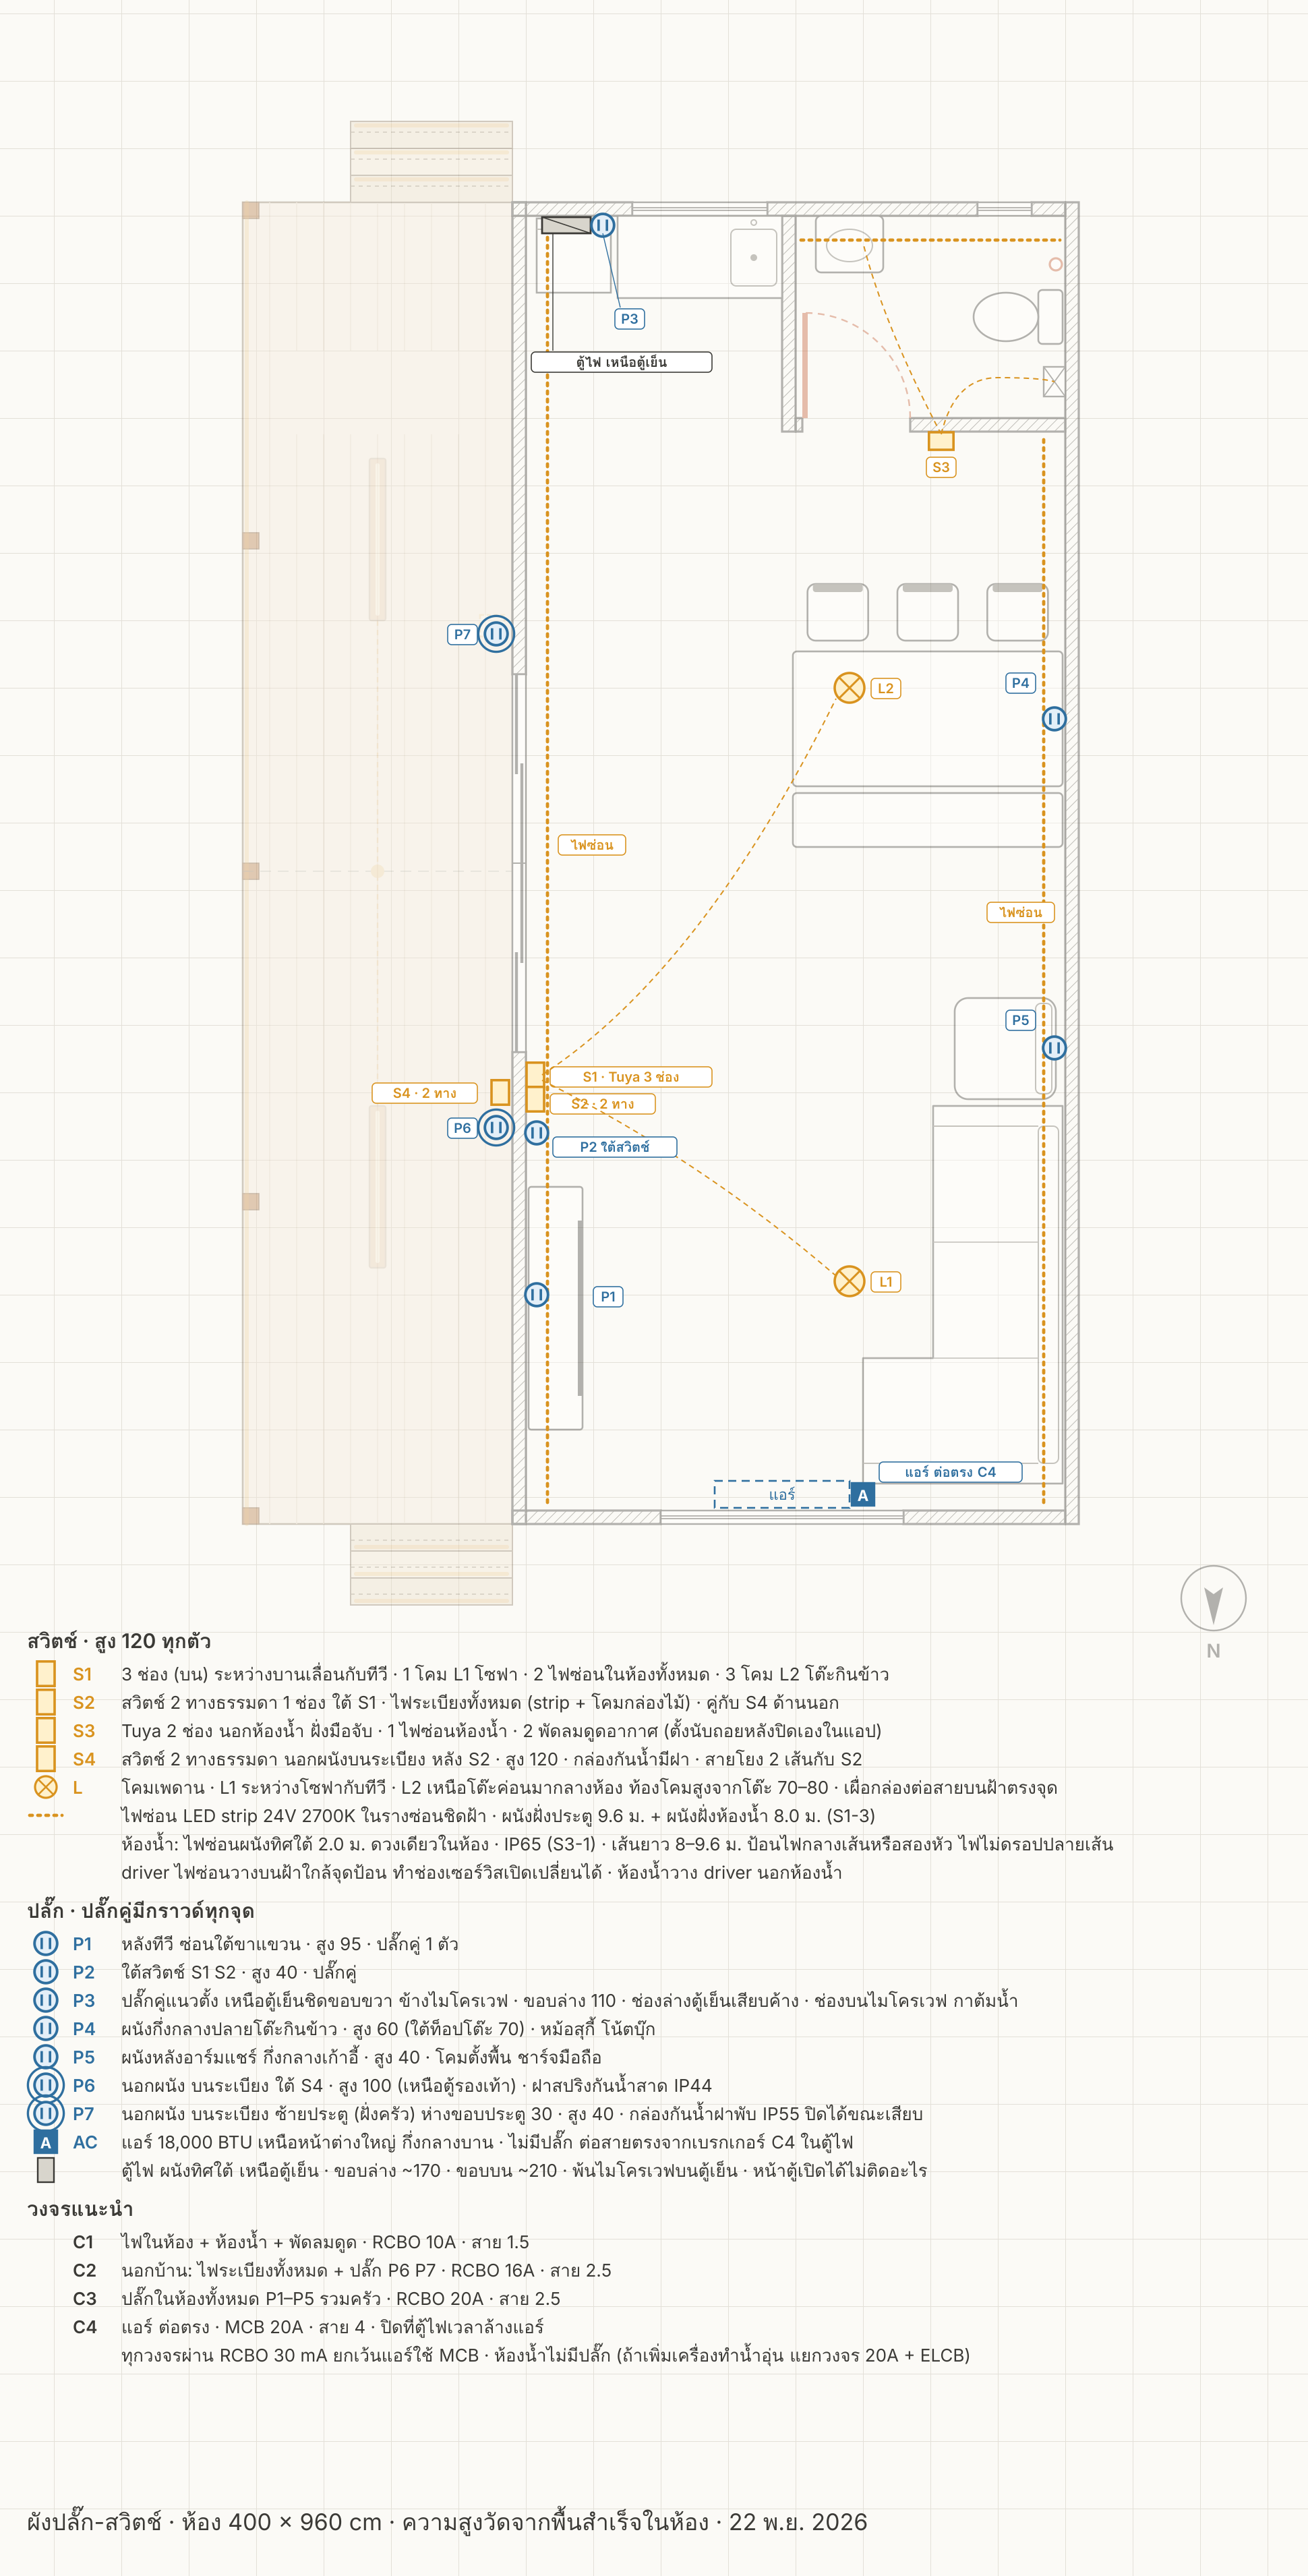 P3
ตู้ไฟ เหนือตู้เย็น
S3
P7
L2
P4
ไฟซ่อน
ไฟซ่อน
P5
S1 · Tuya 3 ช่อง
S4 · 2 ทาง
S2 · 2 ทาง
P6
P2 ใต้สวิตช์
L1
P1
แอร์ ต่อตรง C4
แอร์
A
N
สวิตช์ · สูง 120 ทุกตัว
S1 3 ช่อง (บน) ระหว่างบานเลื่อนกับทีวี · 1 โคม L1 โซฟา · 2 ไฟซ่อนในห้องทั้งหมด · 3 โคม L2 โต๊ะกินข้าว
S2 สวิตช์ 2 ทางธรรมดา 1 ช่อง ใต้ S1 · ไฟระเบียงทั้งหมด (strip + โคมกล่องไม้) · คู่กับ S4 ด้านนอก
S3 Tuya 2 ช่อง นอกห้องน้ำ ฝั่งมือจับ · 1 ไฟซ่อนห้องน้ำ · 2 พัดลมดูดอากาศ (ตั้งนับถอยหลังปิดเองในแอป)
S4 สวิตช์ 2 ทางธรรมดา นอกผนังบนระเบียง หลัง S2 · สูง 120 · กล่องกันน้ำมีฝา · สายโยง 2 เส้นกับ S2
L โคมเพดาน · L1 ระหว่างโซฟากับทีวี · L2 เหนือโต๊ะค่อนมากลางห้อง ท้องโคมสูงจากโต๊ะ 70–80 · เผื่อกล่องต่อสายบนฝ้าตรงจุด
ไฟซ่อน LED strip 24V 2700K ในรางซ่อนชิดฝ้า · ผนังฝั่งประตู 9.6 ม. + ผนังฝั่งห้องน้ำ 8.0 ม. (S1-3)
ห้องน้ำ: ไฟซ่อนผนังทิศใต้ 2.0 ม. ดวงเดียวในห้อง · IP65 (S3-1) · เส้นยาว 8–9.6 ม. ป้อนไฟกลางเส้นหรือสองหัว ไฟไม่ดรอปปลายเส้น
driver ไฟซ่อนวางบนฝ้าใกล้จุดป้อน ทำช่องเซอร์วิสเปิดเปลี่ยนได้ · ห้องน้ำวาง driver นอกห้องน้ำ
ปลั๊ก · ปลั๊กคู่มีกราวด์ทุกจุด
P1 หลังทีวี ซ่อนใต้ขาแขวน · สูง 95 · ปลั๊กคู่ 1 ตัว
P2 ใต้สวิตช์ S1 S2 · สูง 40 · ปลั๊กคู่
P3 ปลั๊กคู่แนวตั้ง เหนือตู้เย็นชิดขอบขวา ข้างไมโครเวฟ · ขอบล่าง 110 · ช่องล่างตู้เย็นเสียบค้าง · ช่องบนไมโครเวฟ กาต้มน้ำ
P4 ผนังกึ่งกลางปลายโต๊ะกินข้าว · สูง 60 (ใต้ท็อปโต๊ะ 70) · หม้อสุกี้ โน้ตบุ๊ก
P5 ผนังหลังอาร์มแชร์ กึ่งกลางเก้าอี้ · สูง 40 · โคมตั้งพื้น ชาร์จมือถือ
P6 นอกผนัง บนระเบียง ใต้ S4 · สูง 100 (เหนือตู้รองเท้า) · ฝาสปริงกันน้ำสาด IP44
P7 นอกผนัง บนระเบียง ซ้ายประตู (ฝั่งครัว) ห่างขอบประตู 30 · สูง 40 · กล่องกันน้ำฝาพับ IP55 ปิดได้ขณะเสียบ
A AC แอร์ 18,000 BTU เหนือหน้าต่างใหญ่ กึ่งกลางบาน · ไม่มีปลั๊ก ต่อสายตรงจากเบรกเกอร์ C4 ในตู้ไฟ
ตู้ไฟ ผนังทิศใต้ เหนือตู้เย็น · ขอบล่าง ~170 · ขอบบน ~210 · พ้นไมโครเวฟบนตู้เย็น · หน้าตู้เปิดได้ไม่ติดอะไร
วงจรแนะนำ
C1 ไฟในห้อง + ห้องน้ำ + พัดลมดูด · RCBO 10A · สาย 1.5
C2 นอกบ้าน: ไฟระเบียงทั้งหมด + ปลั๊ก P6 P7 · RCBO 16A · สาย 2.5
C3 ปลั๊กในห้องทั้งหมด P1–P5 รวมครัว · RCBO 20A · สาย 2.5
C4 แอร์ ต่อตรง · MCB 20A · สาย 4 · ปิดที่ตู้ไฟเวลาล้างแอร์
ทุกวงจรผ่าน RCBO 30 mA ยกเว้นแอร์ใช้ MCB · ห้องน้ำไม่มีปลั๊ก (ถ้าเพิ่มเครื่องทำน้ำอุ่น แยกวงจร 20A + ELCB)
ผังปลั๊ก-สวิตช์ · ห้อง 400 × 960 cm · ความสูงวัดจากพื้นสำเร็จในห้อง · 22 พ.ย. 2026